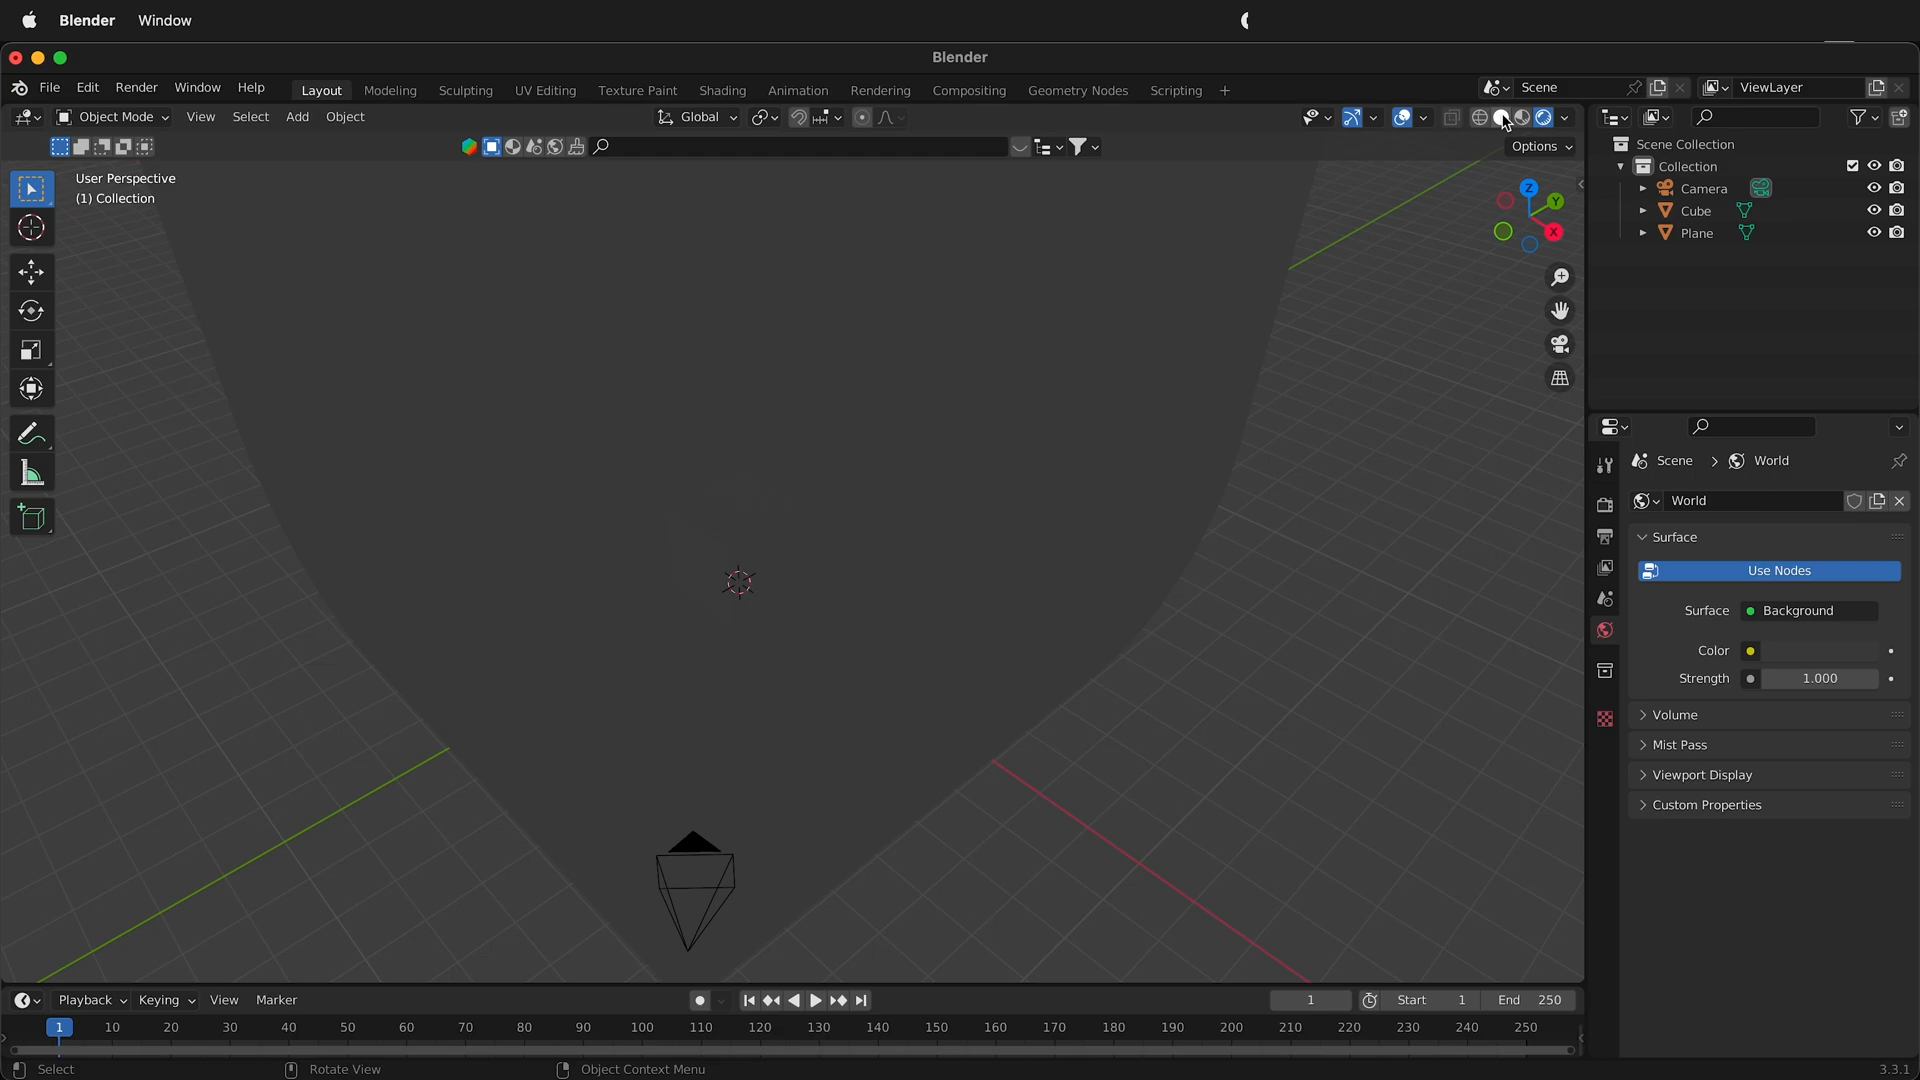 Blender Window
Blender
File Edit Render Window Help Layout Modeling Sculpting UV Editing Texture Paint Shading Animation Rendering Compositing Geometry Nodes Scripting + Scene ViewLayer
Object Mode View Select Add Object Global
Options
User Perspective
(1) Collection
Z
Y
X
Scene Collection
Collection
Camera
Cube
Plane
Scene > World
World
Surface
Use Nodes
Surface Background
Color
Strength 1.000
Volume
Mist Pass
Viewport Display
Custom Properties
Playback Keying View Marker 1 Start 1 End 250
1 10 20 30 40 50 60 70 80 90 100 110 120 130 140 150 160 170 180 190 200 210 220 230 240 250
Select Rotate View Object Context Menu 3.3.1